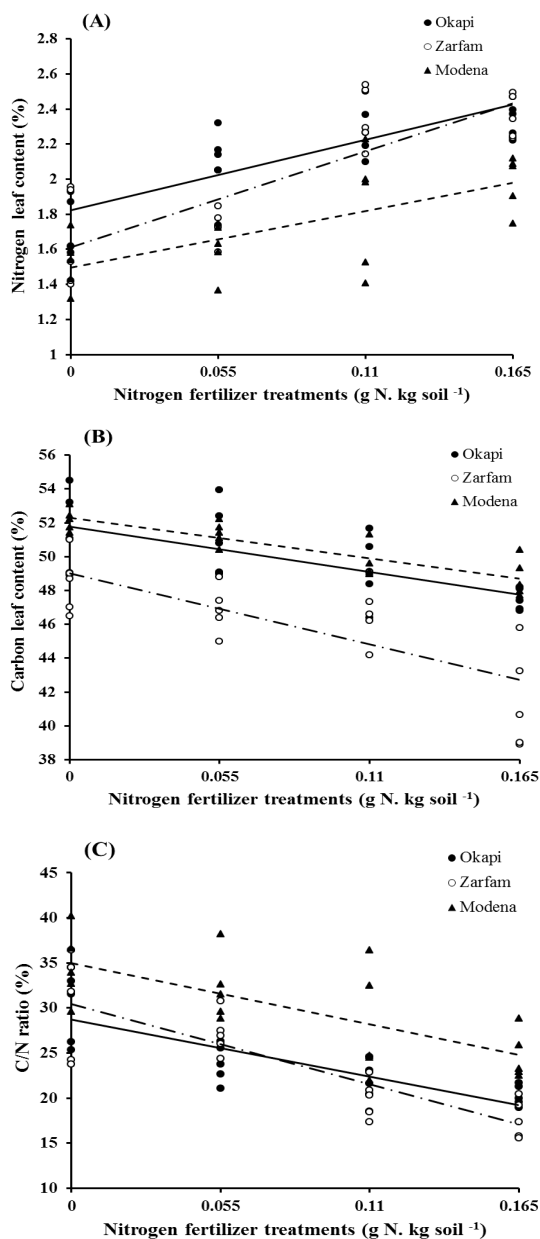 (A)
Okapi
Zarfam
Modena
Nitrogen leaf content (%)
2.8
2.6
2.4
2.2
2
1.8
1.6
1.4
1.2
1
0
0.055
0.11
0.165
Nitrogen fertilizer treatments (g N. kg soil -1)
(B)
Okapi
Zarfam
Modena
Carbon leaf content (%)
56
54
52
50
48
46
44
42
40
38
0
0.055
0.11
0.165
Nitrogen fertilizer treatments (g N. kg soil -1)
(C)
Okapi
Zarfam
Modena
C/N ratio (%)
45
40
35
30
25
20
15
10
0
0.055
0.11
0.165
Nitrogen fertilizer treatments (g N. kg soil -1)